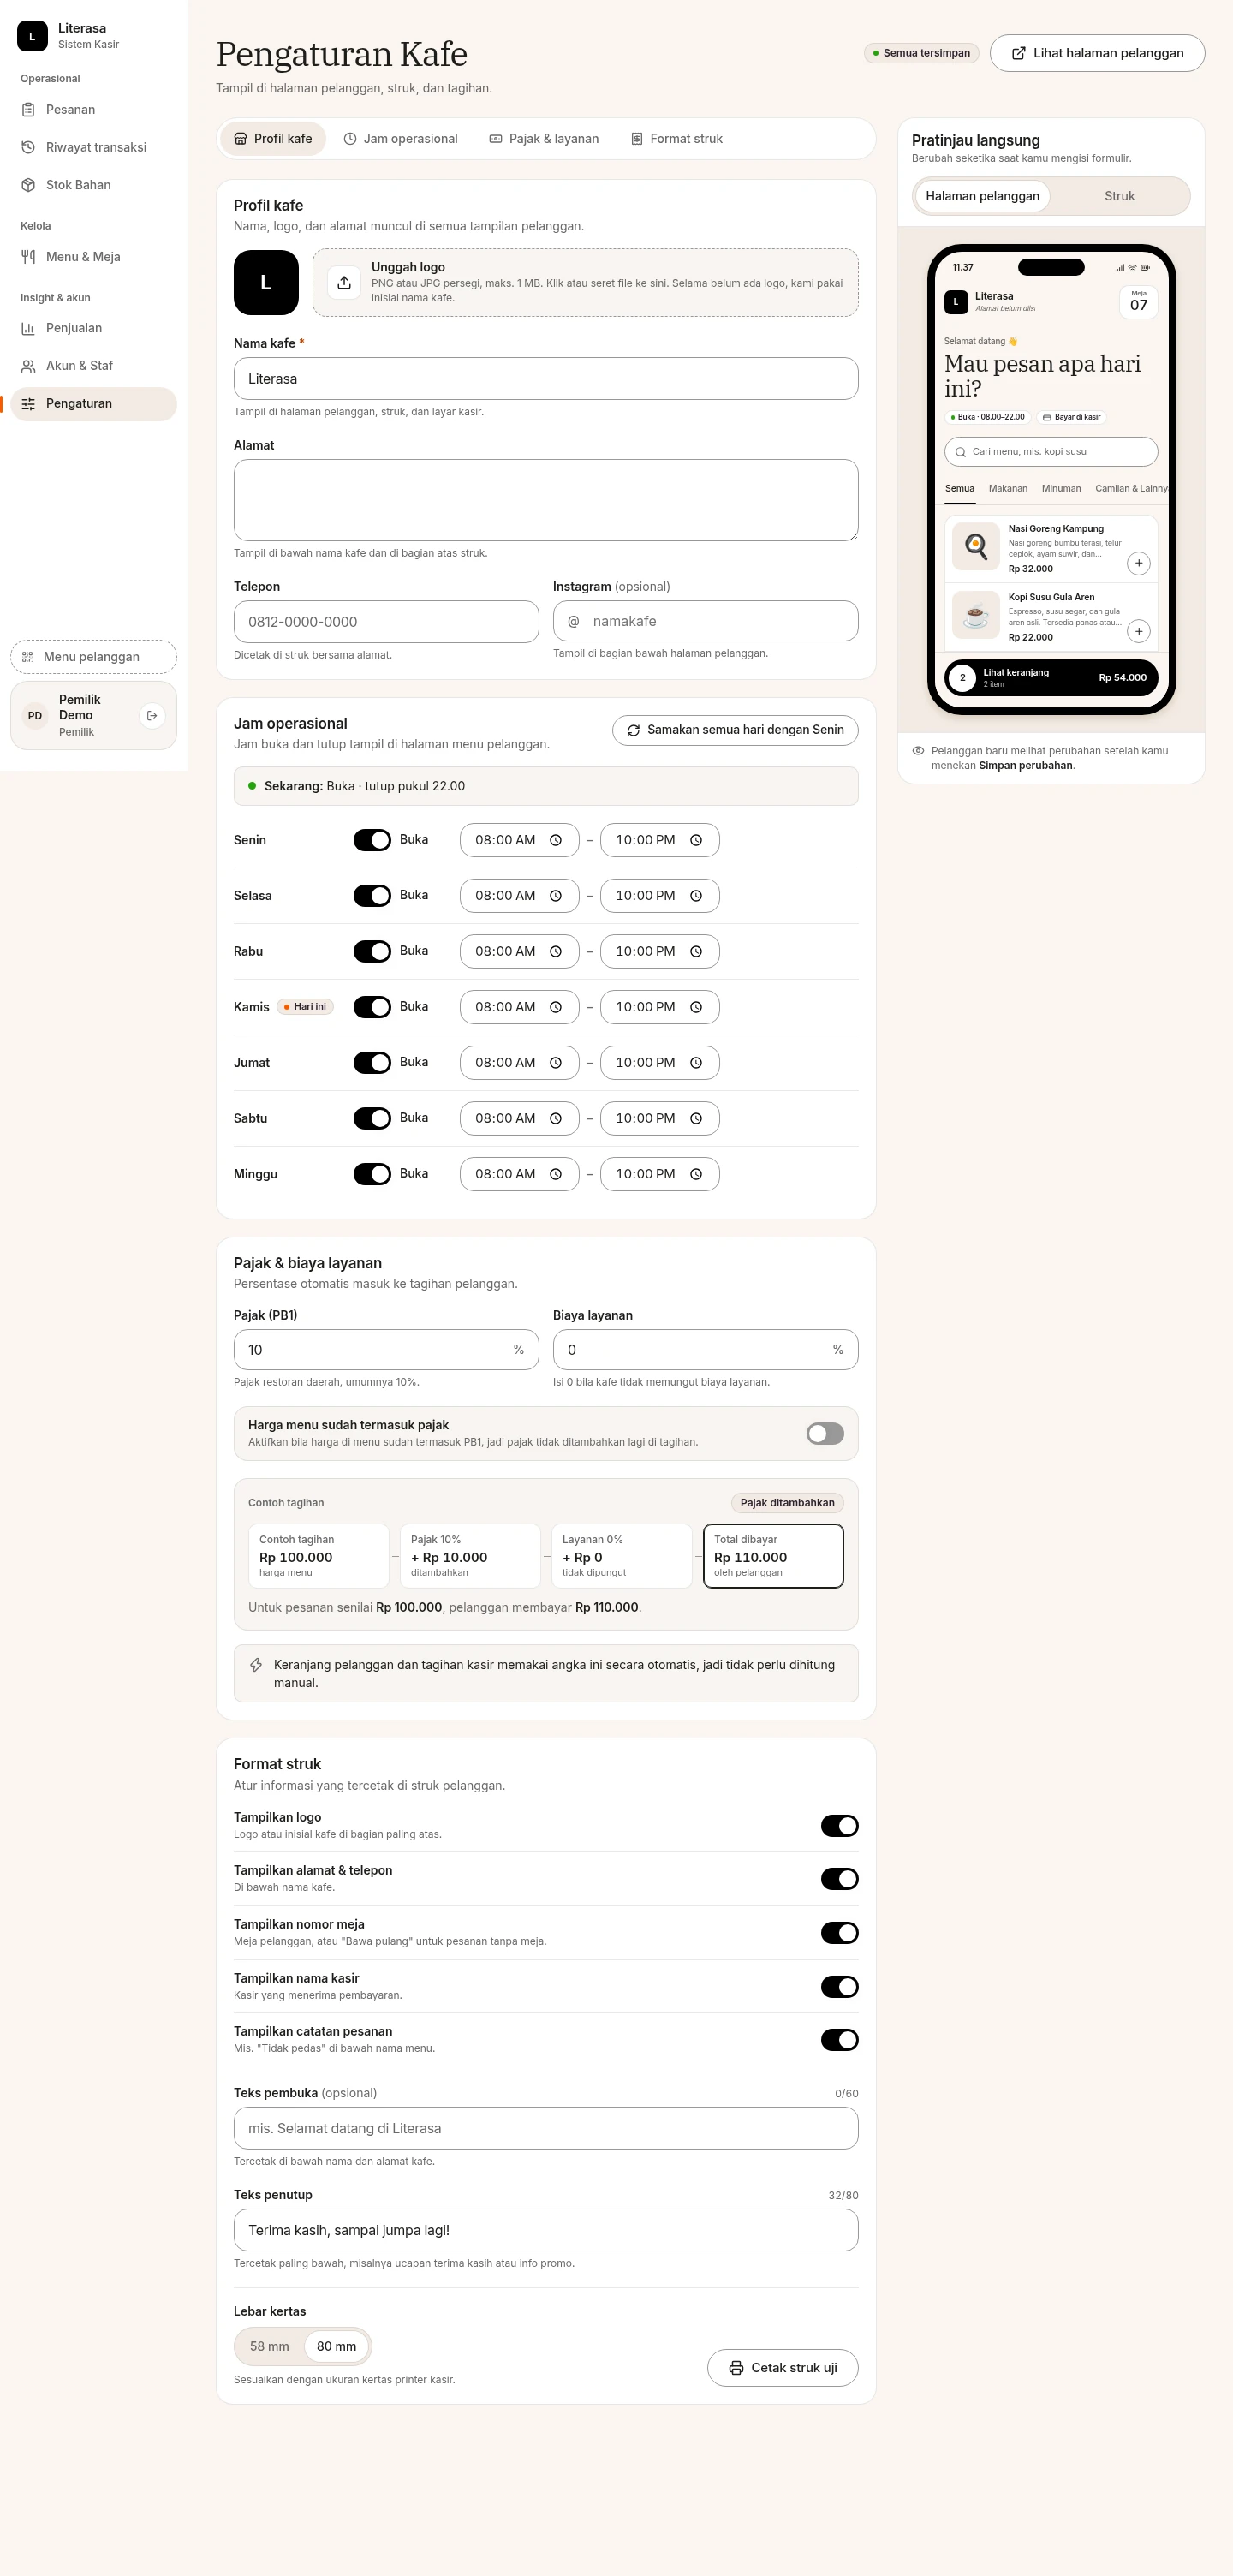 L
Literasa
Sistem Kasir
Operasional
Pesanan
Riwayat transaksi
Stok Bahan
Kelola
Menu & Meja
Insight & akun
Penjualan
Akun & Staf
Pengaturan
Menu pelanggan
PD
Pemilik
Demo
Pemilik
Pengaturan Kafe
Tampil di halaman pelanggan, struk, dan tagihan.
Semua tersimpan
Lihat halaman pelanggan
Profil kafe
Jam operasional
Pajak & layanan
Format struk
Profil kafe
Nama, logo, dan alamat muncul di semua tampilan pelanggan.
L
Unggah logo
PNG atau JPG persegi, maks. 1 MB. Klik atau seret file ke sini. Selama belum ada logo, kami pakai
inisial nama kafe.
Nama kafe *
Literasa
Tampil di halaman pelanggan, struk, dan layar kasir.
Alamat
Tampil di bawah nama kafe dan di bagian atas struk.
Telepon
0812-0000-0000
Dicetak di struk bersama alamat.
Instagram (opsional)
@ namakafe
Tampil di bagian bawah halaman pelanggan.
Jam operasional
Jam buka dan tutup tampil di halaman menu pelanggan.
Samakan semua hari dengan Senin
Sekarang: Buka · tutup pukul 22.00
Senin Buka 08:00 AM – 10:00 PM
Selasa Buka 08:00 AM – 10:00 PM
Rabu Buka 08:00 AM – 10:00 PM
Kamis Hari ini Buka 08:00 AM – 10:00 PM
Jumat Buka 08:00 AM – 10:00 PM
Sabtu Buka 08:00 AM – 10:00 PM
Minggu Buka 08:00 AM – 10:00 PM
Pajak & biaya layanan
Persentase otomatis masuk ke tagihan pelanggan.
Pajak (PB1)
10 %
Pajak restoran daerah, umumnya 10%.
Biaya layanan
0 %
Isi 0 bila kafe tidak memungut biaya layanan.
Harga menu sudah termasuk pajak
Aktifkan bila harga di menu sudah termasuk PB1, jadi pajak tidak ditambahkan lagi di tagihan.
Contoh tagihan
Pajak ditambahkan
Contoh tagihan
Rp 100.000
harga menu
Pajak 10%
+ Rp 10.000
ditambahkan
Layanan 0%
+ Rp 0
tidak dipungut
Total dibayar
Rp 110.000
oleh pelanggan
Untuk pesanan senilai Rp 100.000, pelanggan membayar Rp 110.000.
Keranjang pelanggan dan tagihan kasir memakai angka ini secara otomatis, jadi tidak perlu dihitung
manual.
Format struk
Atur informasi yang tercetak di struk pelanggan.
Tampilkan logo
Logo atau inisial kafe di bagian paling atas.
Tampilkan alamat & telepon
Di bawah nama kafe.
Tampilkan nomor meja
Meja pelanggan, atau "Bawa pulang" untuk pesanan tanpa meja.
Tampilkan nama kasir
Kasir yang menerima pembayaran.
Tampilkan catatan pesanan
Mis. "Tidak pedas" di bawah nama menu.
Teks pembuka (opsional)
0/60
mis. Selamat datang di Literasa
Tercetak di bawah nama dan alamat kafe.
Teks penutup
32/80
Terima kasih, sampai jumpa lagi!
Tercetak paling bawah, misalnya ucapan terima kasih atau info promo.
Lebar kertas
58 mm
80 mm
Sesuaikan dengan ukuran kertas printer kasir.
Cetak struk uji
Pratinjau langsung
Berubah seketika saat kamu mengisi formulir.
Halaman pelanggan
Struk
11.37
L
Literasa
Alamat belum diis
Meja
07
Selamat datang 👋
Mau pesan apa hari
ini?
Buka · 08.00–22.00
Bayar di kasir
Cari menu, mis. kopi susu
Semua
Makanan
Minuman
Camilan & Lainny
Nasi Goreng Kampung
Nasi goreng bumbu terasi, telur
ceplok, ayam suwir, dan...
Rp 32.000
Kopi Susu Gula Aren
Espresso, susu segar, dan gula
aren asli. Tersedia panas atau...
Rp 22.000
2
Lihat keranjang
2 item
Rp 54.000
Pelanggan baru melihat perubahan setelah kamu
menekan Simpan perubahan.